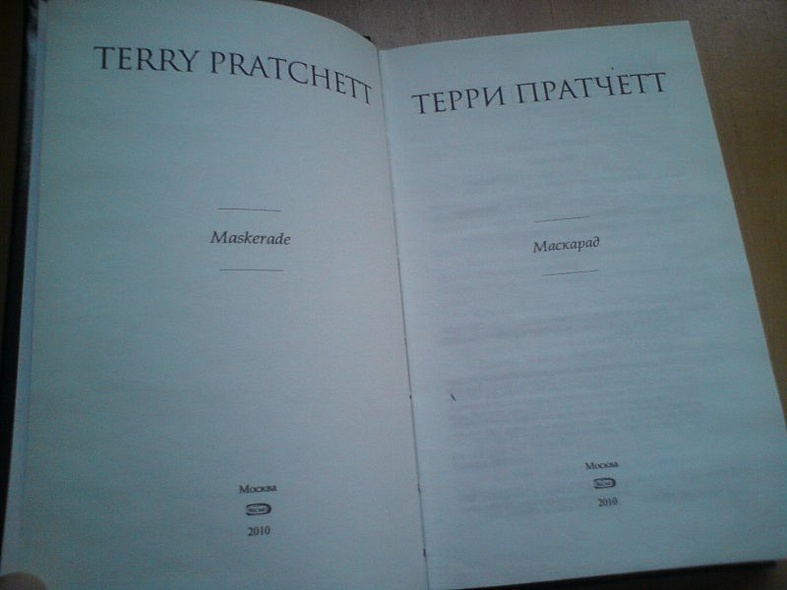 TERRY PRATCHETT
Maskerade
Москва
2010
ТЕРРИ ПРАТЧЕТТ
Маскарад
Москва
2010